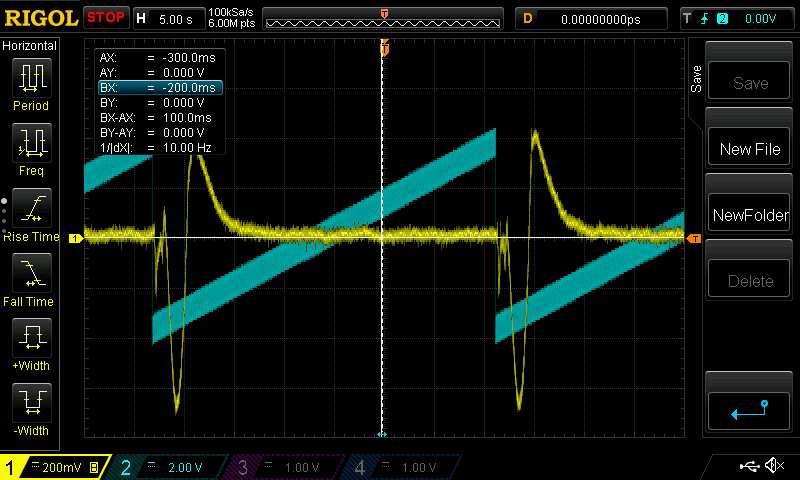 RIGOL STOP H 5.00 s 100kSa/s 6.00M pts T D 0.00000000ps T 2 0.00V
Horizontal
Period
Freq
Rise Time
Fall Time
+Width
-Width
AX: = -300.0ms
AY: = 0.000 V
BX: = -200.0ms
BY: = 0.000 V
BX-AX: = 100.0ms
BY-AY: = 0.000 V
1/|dX|: = 10.00 Hz
T
1
T
Save
Save
New File
NewFolder
Delete
1 200mV B 2 2.00 V 3 1.00 V 4 1.00 V